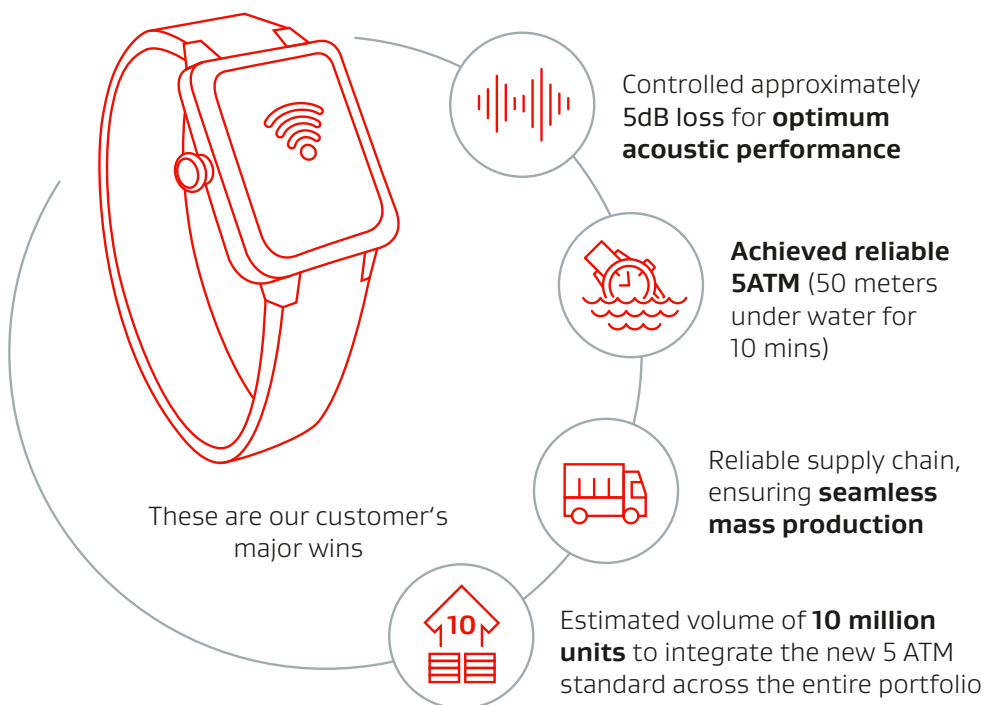 Controlled approximately
5dB loss for optimum
acoustic performance
Achieved reliable
5ATM (50 meters
under water for
10 mins)
Reliable supply chain,
ensuring seamless
mass production
These are our customer‘s
major wins
10
Estimated volume of 10 million
units to integrate the new 5 ATM
standard across the entire portfolio